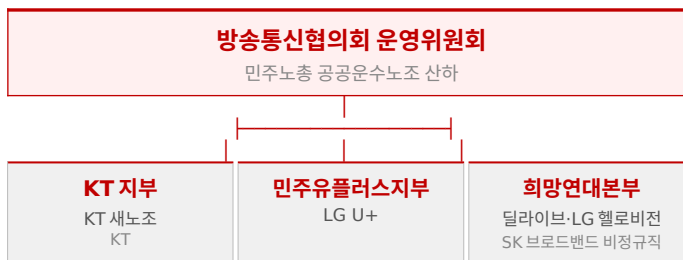 방송통신협의회 운영위원회
민주노총 공공운수노조 산하
KT 지부
KT 새노조
KT
민주유플러스지부
LG U+
희망연대본부
딜라이브·LG 헬로비전
SK 브로드밴드 비정규직